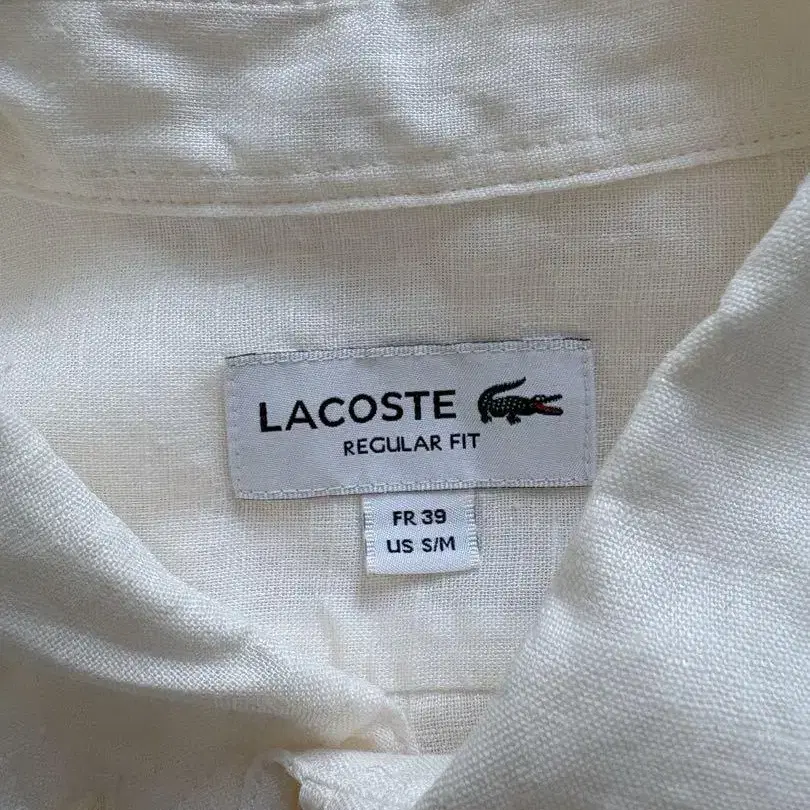 LACOSTE
REGULAR FIT
FR 39
US S/M